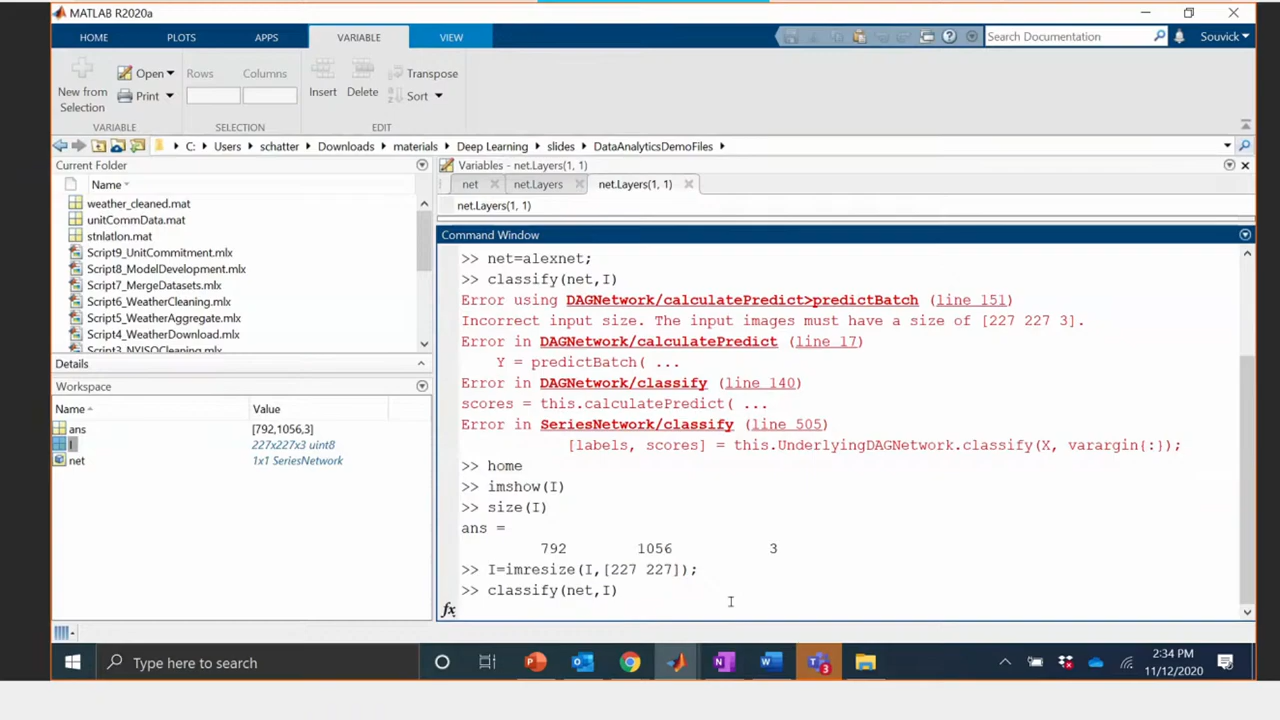 MATLAB R2020a
HOME PLOTS APPS VARIABLE VIEW Search Documentation Souvick
New from Selection
Open
Print
VARIABLE
Rows Columns
SELECTION
Insert Delete
Transpose
Sort
EDIT
C: Users schatter Downloads materials Deep Learning slides DataAnalyticsDemoFiles
Current Folder
Name
weather_cleaned.mat
unitCommData.mat
stnlatlon.mat
Script9_UnitCommitment.mlx
Script8_ModelDevelopment.mlx
Script7_MergeDatasets.mlx
Script6_WeatherCleaning.mlx
Script5_WeatherAggregate.mlx
Script4_WeatherDownload.mlx
Script3_NYISOCleaning.mlx
Details
Workspace
Name Value
ans [792,1056,3]
I 227x227x3 uint8
net 1x1 SeriesNetwork
Variables - net.Layers(1, 1)
net net.Layers net.Layers(1, 1)
net.Layers(1, 1)
Command Window
>> net=alexnet;
>> classify(net,I)
Error using DAGNetwork/calculatePredict>predictBatch (line 151)
Incorrect input size. The input images must have a size of [227 227 3].
Error in DAGNetwork/calculatePredict (line 17)
Y = predictBatch( ...
Error in DAGNetwork/classify (line 140)
scores = this.calculatePredict( ...
Error in SeriesNetwork/classify (line 505)
[labels, scores] = this.UnderlyingDAGNetwork.classify(X, varargin{:});
>> home
>> imshow(I)
>> size(I)
ans =
792 1056 3
>> I=imresize(I,[227 227]);
>> classify(net,I)
fx
Type here to search
2:34 PM
11/12/2020